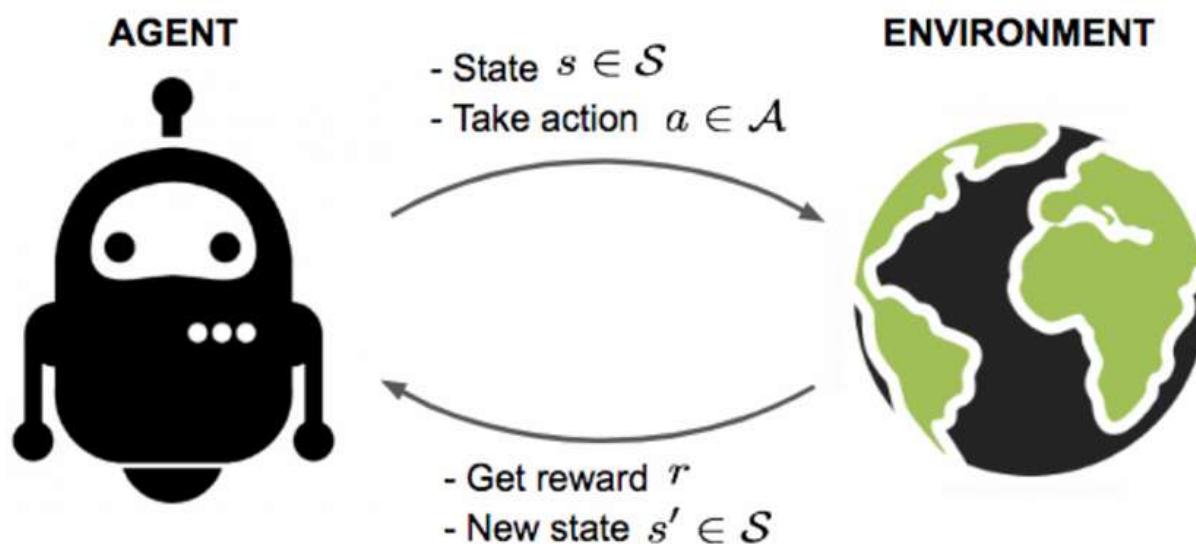 AGENT
ENVIRONMENT
- State s ∈ 𝒮
- Take action a ∈ 𝒜
- Get reward r
- New state s′ ∈ 𝒮